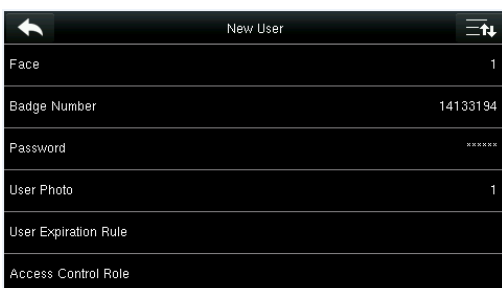 New User
Face 1
Badge Number 14133194
Password ******
User Photo 1
User Expiration Rule
Access Control Role